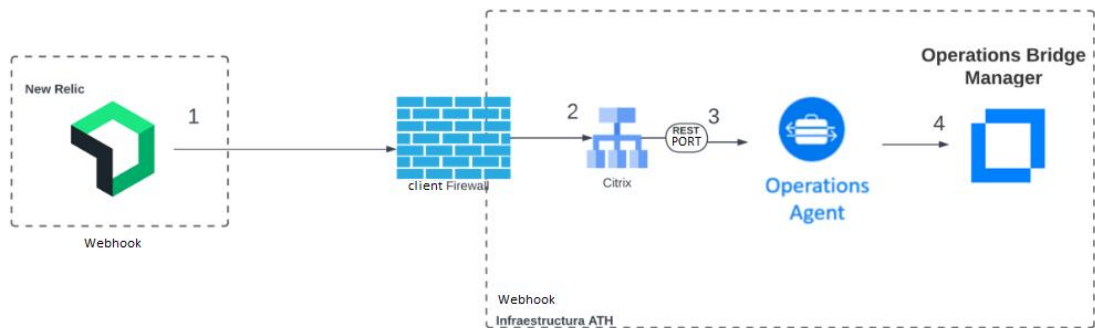 New Relic
1
Webhook
client Firewall
2
Citrix
REST
PORT
3
Operations
Agent
4
Operations Bridge
Manager
Webhook
Infraestructura ATH